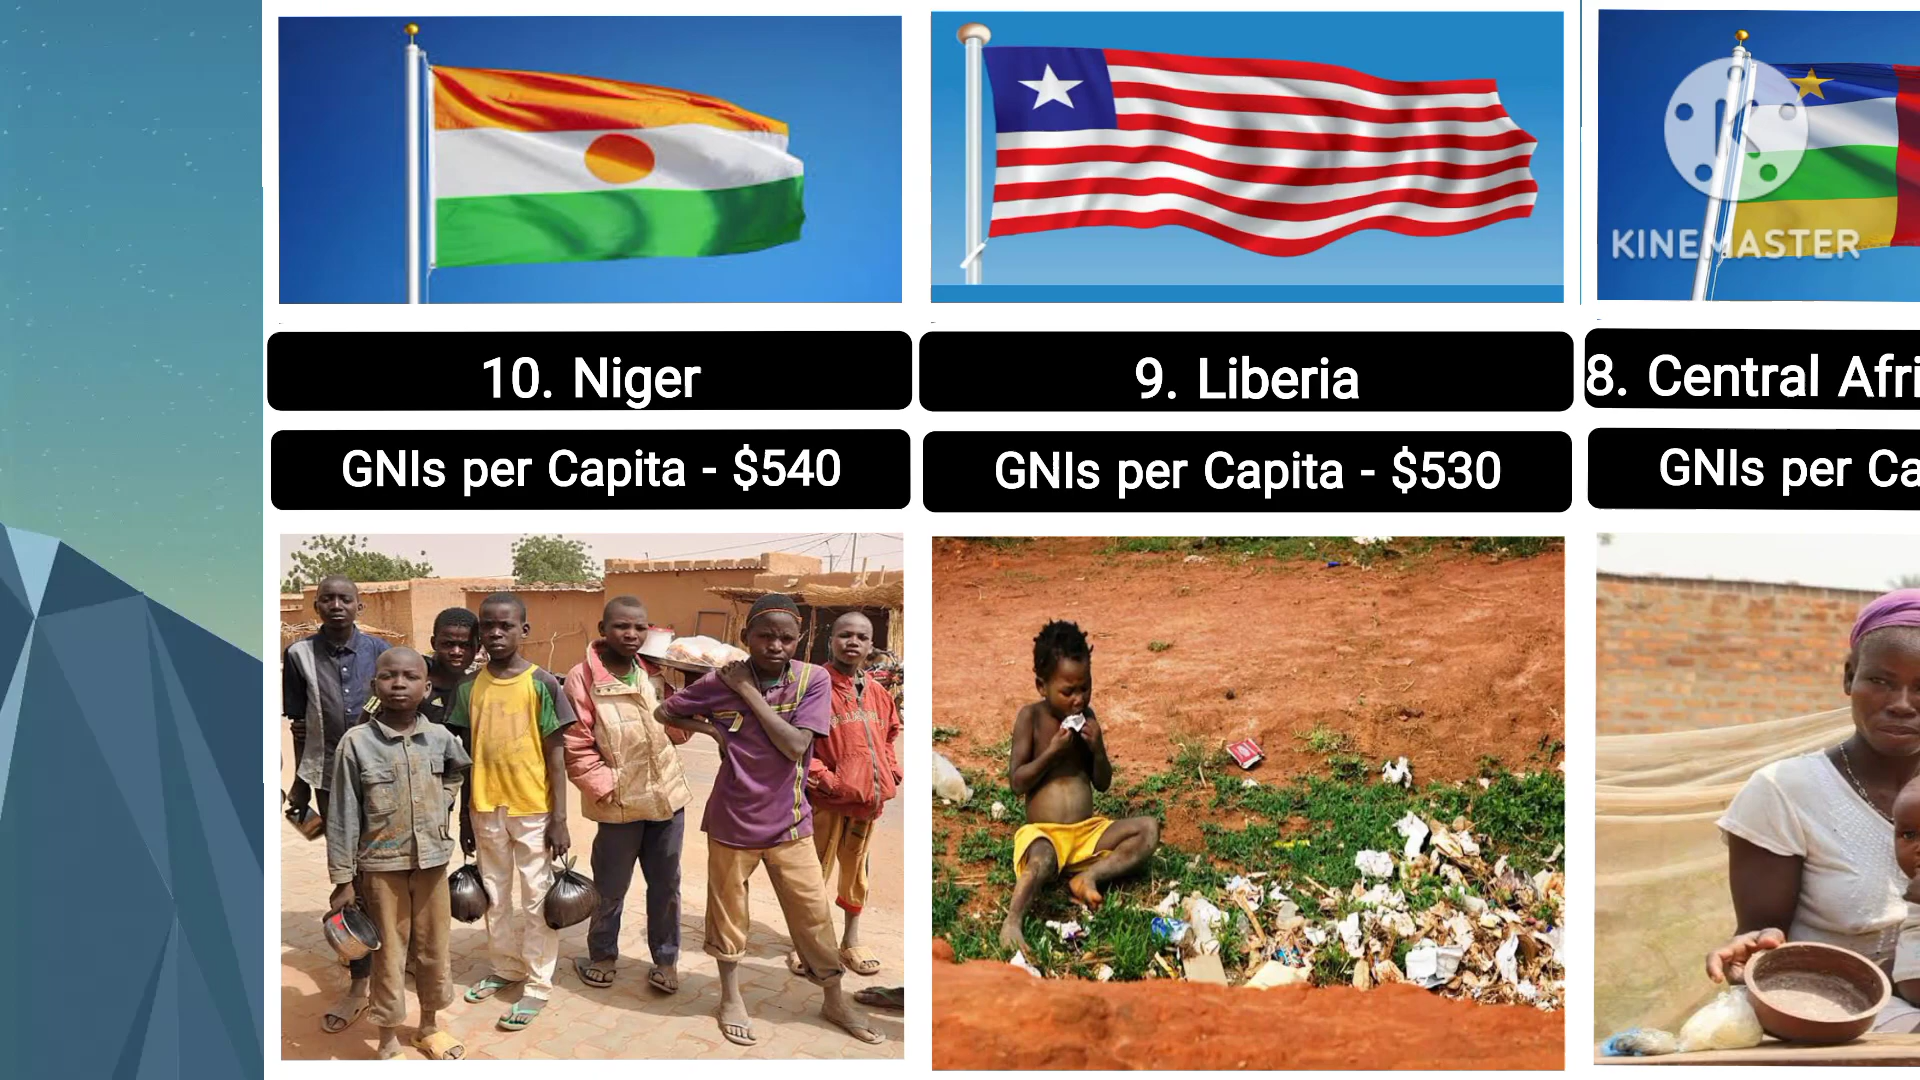 10. Niger
GNIs per Capita - $540
9. Liberia
GNIs per Capita - $530
8. Central Afri
GNIs per Ca
KINEMASTER